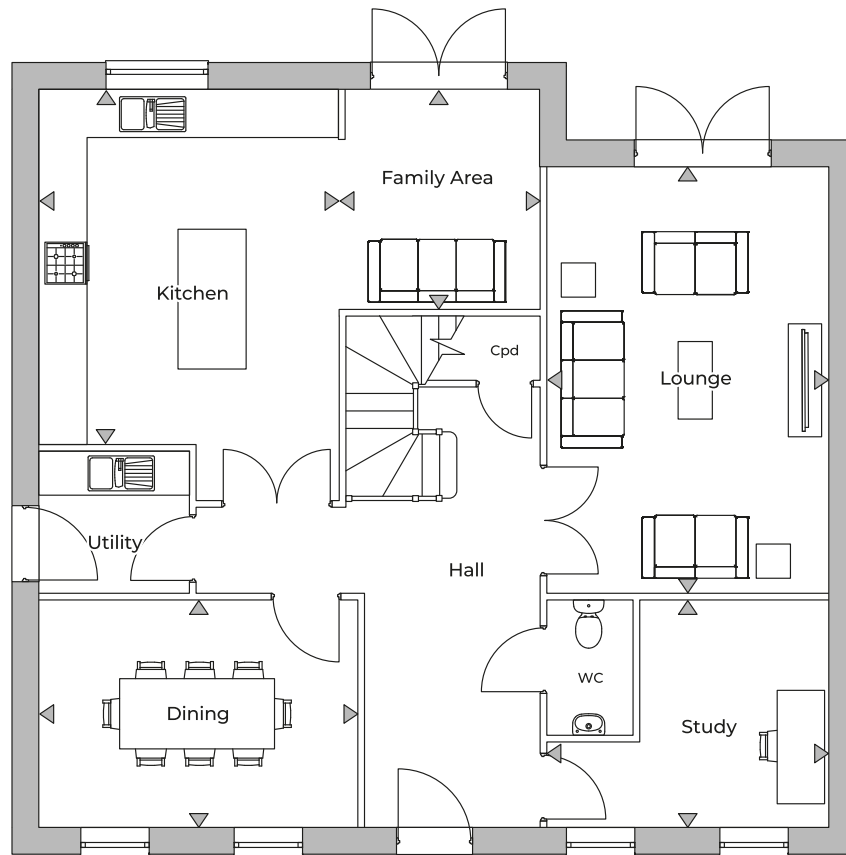 Family Area
Kitchen
Cpd
Lounge
Utility
Hall
WC
Dining
Study